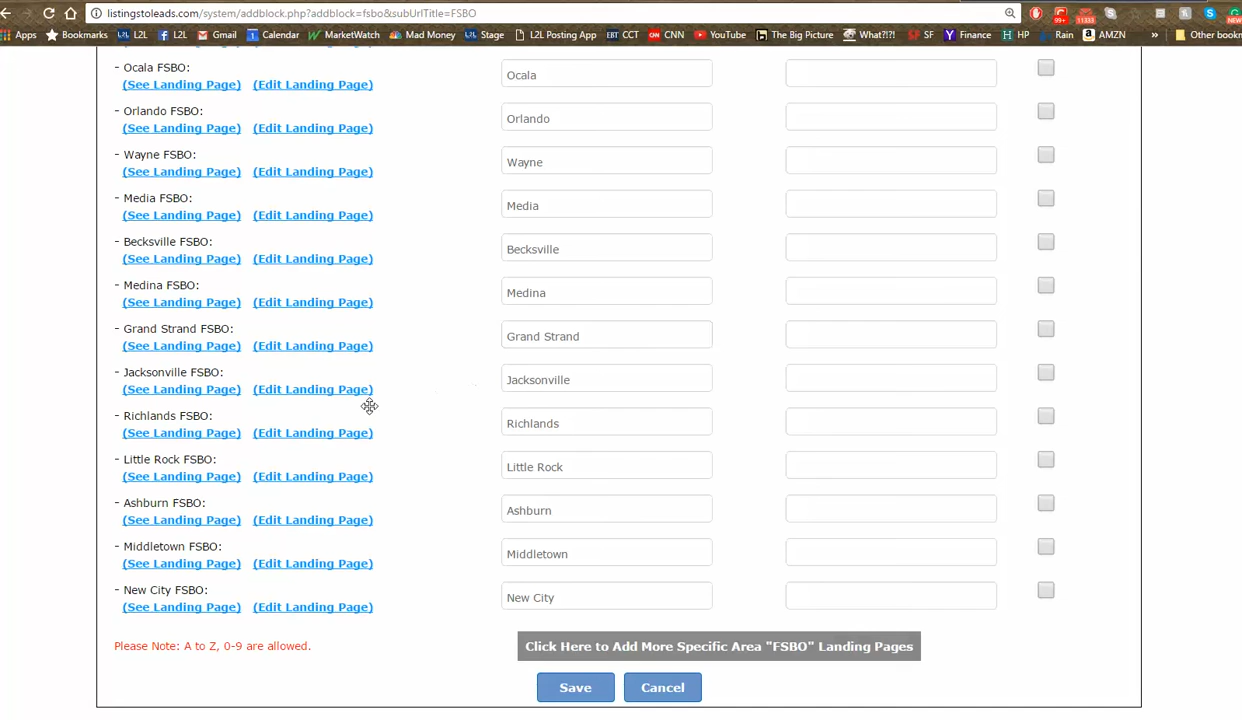 listingstoleads.com/system/addblock.php?addblock=fsbo&subUrlTitle=FSBO
99+ 11333 NEW
Apps Bookmarks L2L L2L Gmail Calendar MarketWatch Mad Money L2L Stage L2L Posting App EBT CCT CNN CNN YouTube The Big Picture What?!?! SF SF Finance HP Rain AMZN » Other bookn
- Ocala FSBO: Ocala
(See Landing Page) (Edit Landing Page)
- Orlando FSBO: Orlando
(See Landing Page) (Edit Landing Page)
- Wayne FSBO: Wayne
(See Landing Page) (Edit Landing Page)
- Media FSBO: Media
(See Landing Page) (Edit Landing Page)
- Becksville FSBO: Becksville
(See Landing Page) (Edit Landing Page)
- Medina FSBO: Medina
(See Landing Page) (Edit Landing Page)
- Grand Strand FSBO: Grand Strand
(See Landing Page) (Edit Landing Page)
- Jacksonville FSBO: Jacksonville
(See Landing Page) (Edit Landing Page)
- Richlands FSBO: Richlands
(See Landing Page) (Edit Landing Page)
- Little Rock FSBO: Little Rock
(See Landing Page) (Edit Landing Page)
- Ashburn FSBO: Ashburn
(See Landing Page) (Edit Landing Page)
- Middletown FSBO: Middletown
(See Landing Page) (Edit Landing Page)
- New City FSBO: New City
(See Landing Page) (Edit Landing Page)
Please Note: A to Z, 0-9 are allowed. Click Here to Add More Specific Area "FSBO" Landing Pages
Save Cancel